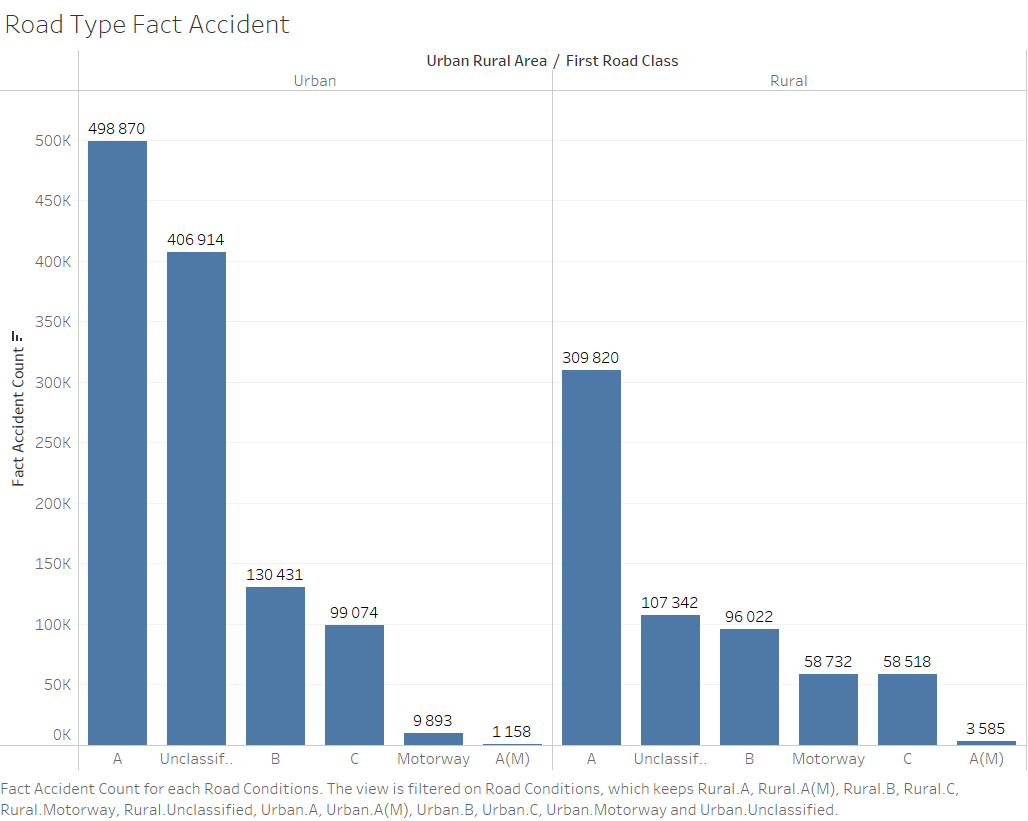 Road Type Fact Accident
Urban Rural Area / First Road Class
Urban Rural
498 870
406 914
130 431
99 074
9 893
1 158
309 820
107 342
96 022
58 732
58 518
3 585
500K
450K
400K
350K
300K
250K
200K
150K
100K
50K
0K
Fact Accident Count
A Unclassif.. B C Motorway A(M) A Unclassif.. B Motorway C A(M)
Fact Accident Count for each Road Conditions. The view is filtered on Road Conditions, which keeps Rural.A, Rural.A(M), Rural.B, Rural.C,
Rural.Motorway, Rural.Unclassified, Urban.A, Urban.A(M), Urban.B, Urban.C, Urban.Motorway and Urban.Unclassified.